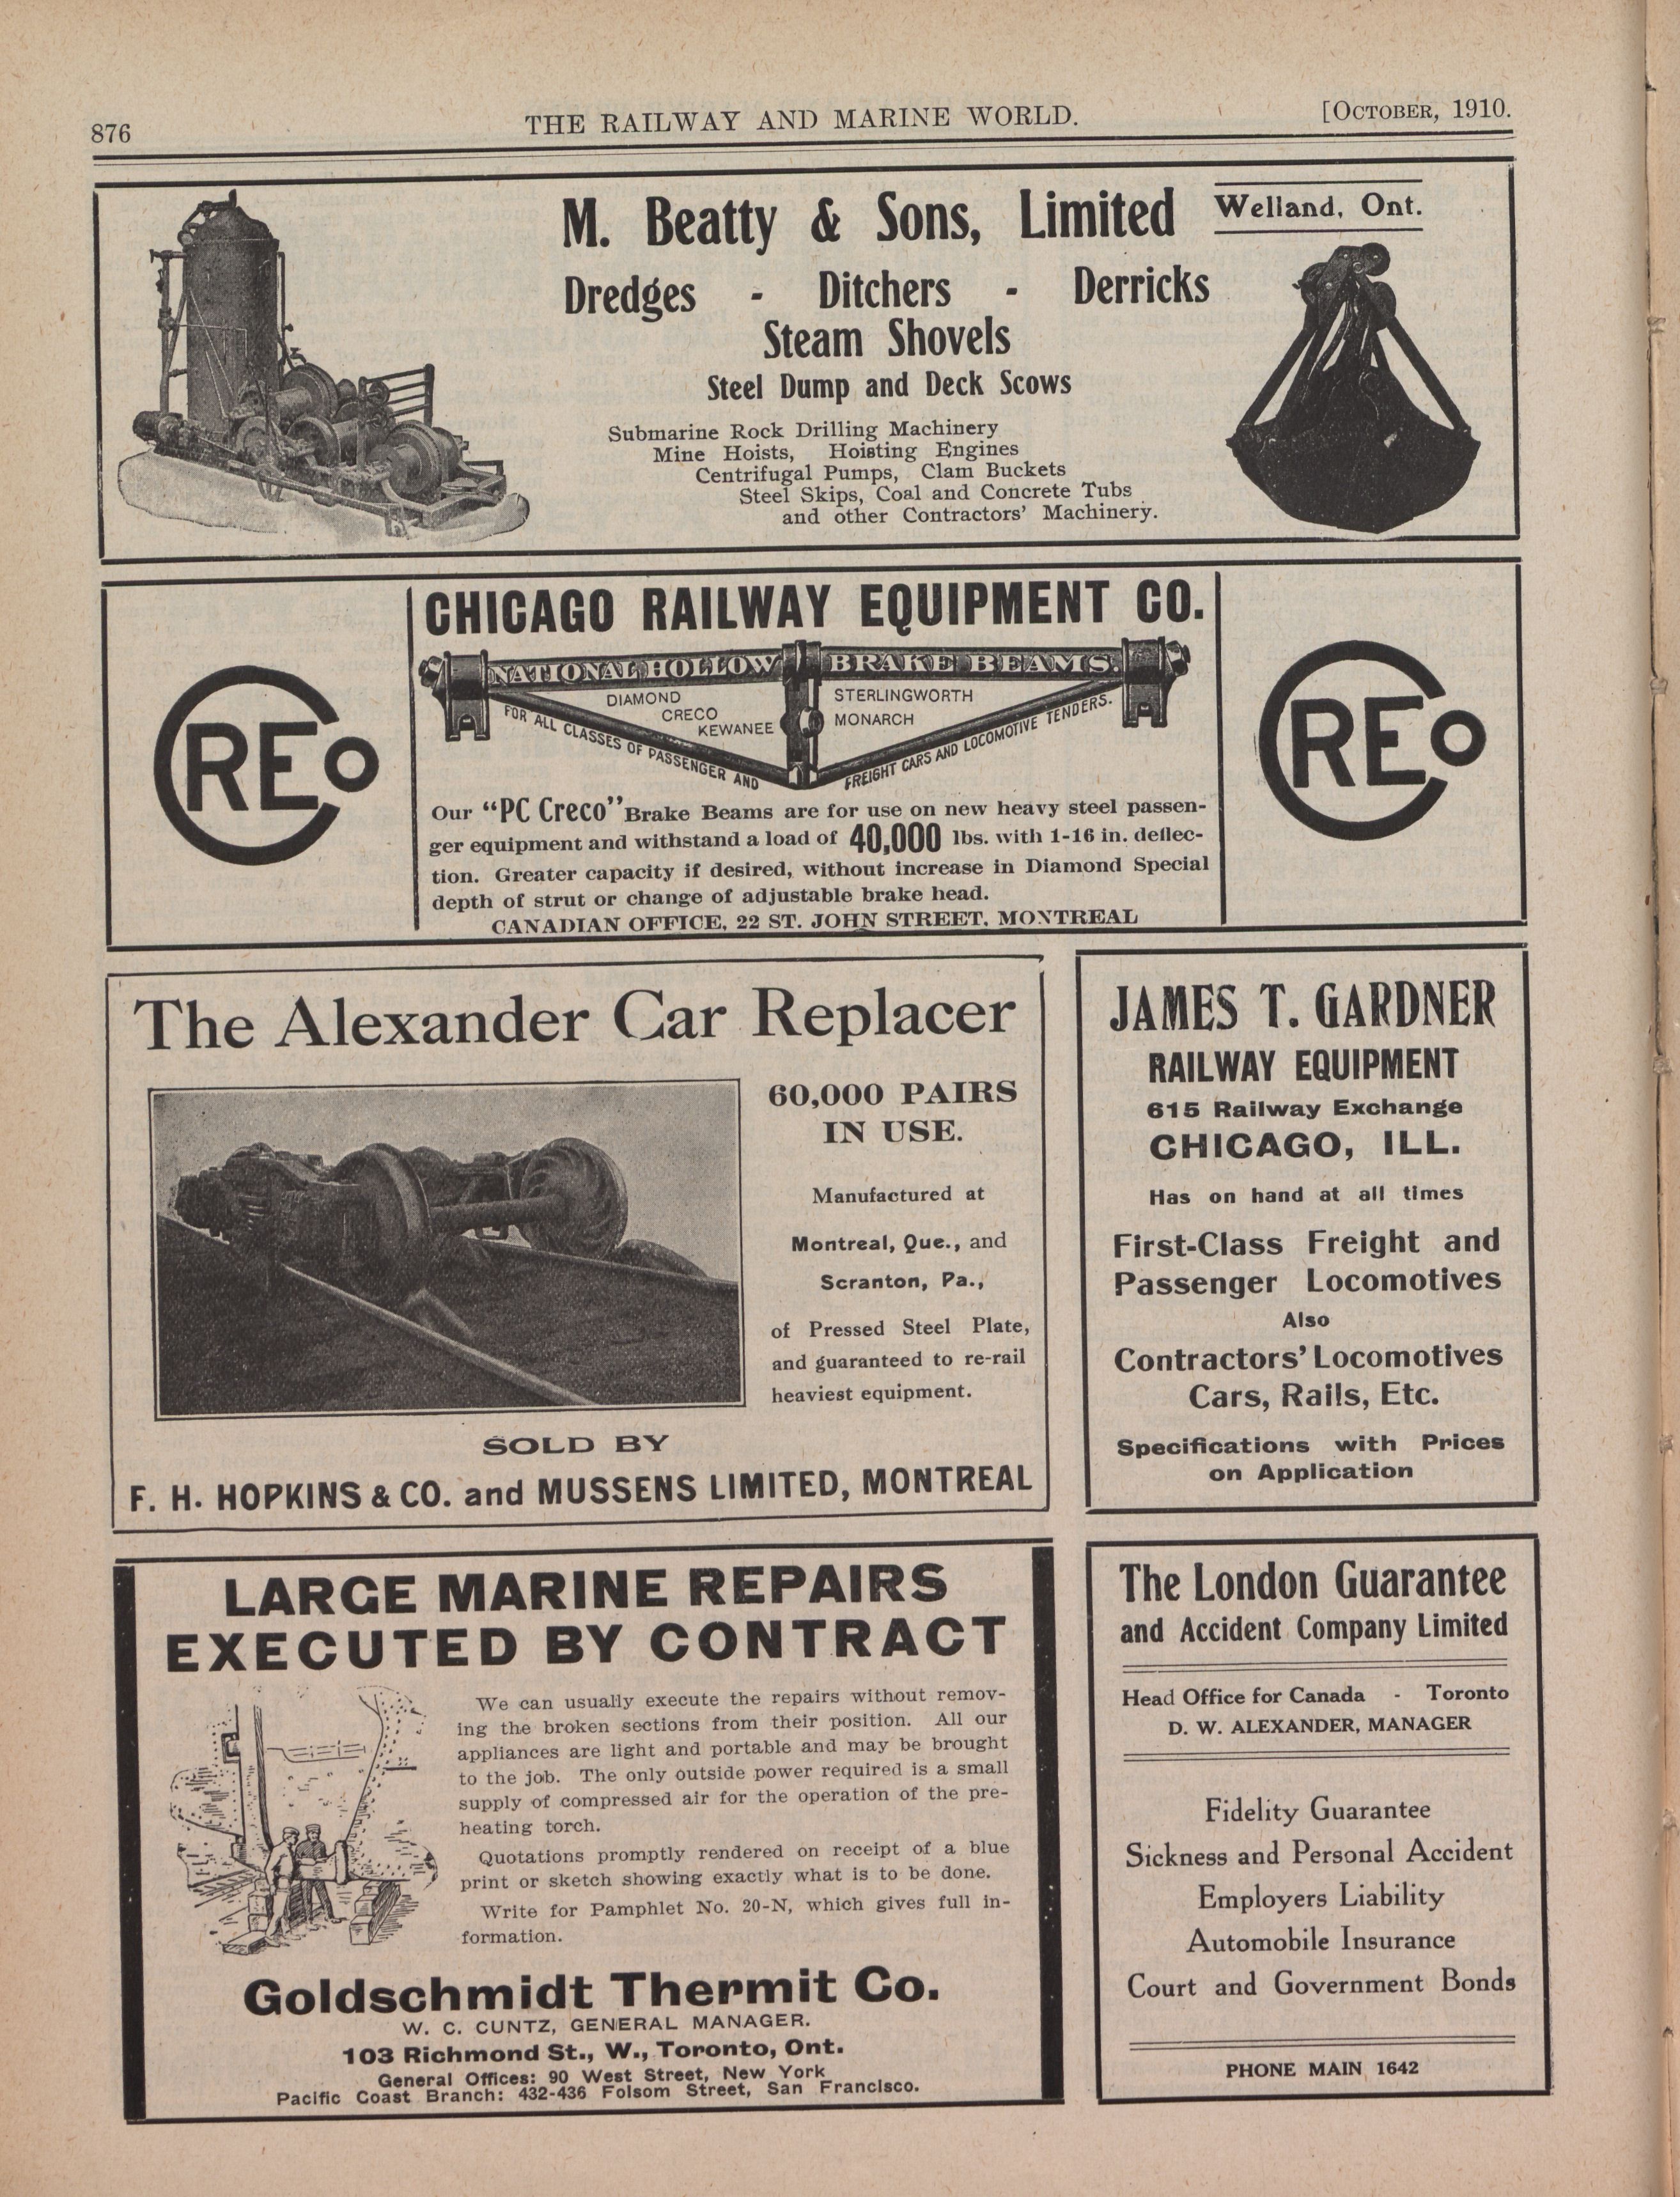 876
THE RAILWAY AND MARINE WORLD.
[OCTOBER, 1910.
M. Beatty & Sons, Limited
Welland, Ont.
Dredges - Ditchers - Derricks
Steam Shovels
Steel Dump and Deck Scows
Submarine Rock Drilling Machinery
Mine Hoists, Hoisting Engines
Centrifugal Pumps, Clam Buckets
Steel Skips, Coal and Concrete Tubs
and other Contractors' Machinery.
CREo
CHICAGO RAILWAY EQUIPMENT CO.
NATIONAL HOLLOW BRAKE BEAMS.
DIAMOND
CRECO
KEWANEE
STERLINGWORTH
MONARCH
FOR ALL CLASSES OF PASSENGER AND
FREIGHT CARS AND LOCOMOTIVE TENDERS.
Our "PC Creco" Brake Beams are for use on new heavy steel passen-
ger equipment and withstand a load of 40,000 lbs. with 1-16 in. deflec-
tion. Greater capacity if desired, without increase in Diamond Special
depth of strut or change of adjustable brake head.
CANADIAN OFFICE, 22 ST. JOHN STREET, MONTREAL
CREo
The Alexander Car Replacer
60,000 PAIRS
IN USE.
Manufactured at
Montreal, Que., and
Scranton, Pa.,
of Pressed Steel Plate,
and guaranteed to re-rail
heaviest equipment.
SOLD BY
F. H. HOPKINS & CO. and MUSSENS LIMITED, MONTREAL
JAMES T. GARDNER
RAILWAY EQUIPMENT
615 Railway Exchange
CHICAGO, ILL.
Has on hand at all times
First-Class Freight and
Passenger Locomotives
Also
Contractors' Locomotives
Cars, Rails, Etc.
Specifications with Prices
on Application
LARGE MARINE REPAIRS
EXECUTED BY CONTRACT
We can usually execute the repairs without remov-
ing the broken sections from their position. All our
appliances are light and portable and may be brought
to the job. The only outside power required is a small
supply of compressed air for the operation of the pre-
heating torch.
Quotations promptly rendered on receipt of a blue
print or sketch showing exactly what is to be done.
Write for Pamphlet No. 20-N, which gives full in-
formation.
Goldschmidt Thermit Co.
W. C. CUNTZ, GENERAL MANAGER.
103 Richmond St., W., Toronto, Ont.
General Offices: 90 West Street, New York
Pacific Coast Branch: 432-436 Folsom Street, San Francisco.
The London Guarantee
and Accident Company Limited
Head Office for Canada - Toronto
D. W. ALEXANDER, MANAGER
Fidelity Guarantee
Sickness and Personal Accident
Employers Liability
Automobile Insurance
Court and Government Bonds
PHONE MAIN 1642